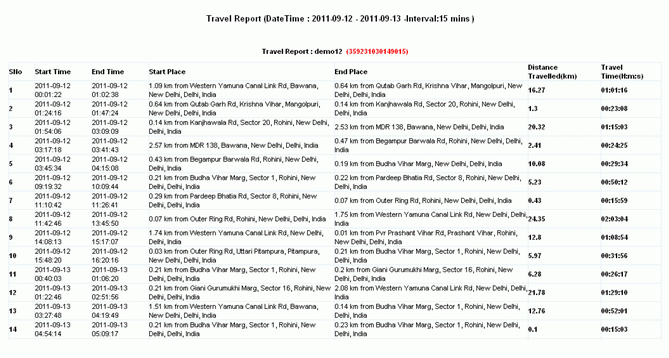 Travel Report (DateTime : 2011-09-12 - 2011-09-13 -Interval:15 mins )
Travel Report : demo12 (359231030149015)
SNo Start Time End Time Start Place End Place Distance Travelled(km) Travel Time(H:m:s)
1 2011-09-12 00:01:22 2011-09-12 01:02:38 1.09 km from Western Yamuna Canal Link Rd, Bawana, New Delhi, Delhi, India 0.64 km from Qutab Garh Rd, Krishna Vihar, Mangolpuri, New Delhi, Delhi, India 16.27 01:01:16
2 2011-09-12 01:24:16 2011-09-12 01:47:24 0.64 km from Qutab Garh Rd, Krishna Vihar, Mangolpuri, New Delhi, Delhi, India 0.14 km from Kanjhawala Rd, Sector 20, Rohini, New Delhi, Delhi, India 1.3 00:23:08
3 2011-09-12 01:54:06 2011-09-12 03:09:09 0.14 km from Kanjhawala Rd, Sector 20, Rohini, New Delhi, Delhi, India 2.53 km from MDR 138, Bawana, New Delhi, Delhi, India 20.32 01:15:03
4 2011-09-12 03:17:18 2011-09-12 03:41:43 2.57 km from MDR 138, Bawana, New Delhi, Delhi, India 0.47 km from Begampur Barwala Rd, Rohini, New Delhi, Delhi, India 2.41 00:24:25
5 2011-09-12 03:45:34 2011-09-12 04:15:08 0.43 km from Begampur Barwala Rd, Rohini, New Delhi, Delhi, India 0.19 km from Budha Vihar Marg, New Delhi, Delhi, India 10.08 00:29:34
6 2011-09-12 09:19:32 2011-09-12 10:09:44 0.21 km from Budha Vihar Marg, Sector 1, Rohini, New Delhi, Delhi, India 0.22 km from Pardeep Bhatia Rd, Sector 8, Rohini, New Delhi, Delhi, India 5.23 00:50:12
7 2011-09-12 11:10:42 2011-09-12 11:26:41 0.29 km from Pardeep Bhatia Rd, Sector 8, Rohini, New Delhi, Delhi, India 0.07 km from Outer Ring Rd, Rohini, New Delhi, Delhi, India 0.43 00:15:59
8 2011-09-12 11:42:46 2011-09-12 13:45:50 0.07 km from Outer Ring Rd, Rohini, New Delhi, Delhi, India 1.75 km from Western Yamuna Canal Link Rd, New Delhi, Delhi, India 24.35 02:03:04
9 2011-09-12 14:08:13 2011-09-12 15:17:07 1.74 km from Western Yamuna Canal Link Rd, New Delhi, Delhi, India 0.01 km from Pvr Prashant Vihar Rd, Prashant Vihar, Rohini, New Delhi, Delhi, India 12.8 01:08:54
10 2011-09-12 15:48:20 2011-09-12 16:20:16 0.03 km from Outer Ring Rd, Uttari Pitampura, Pitampura, New Delhi, Delhi, India 0.21 km from Budha Vihar Marg, Sector 1, Rohini, New Delhi, Delhi, India 5.97 00:31:56
11 2011-09-13 00:40:03 2011-09-13 01:06:20 0.21 km from Budha Vihar Marg, Sector 1, Rohini, New Delhi, Delhi, India 0.2 km from Giani Gurumukhi Marg, Sector 16, Rohini, New Delhi, Delhi, India 6.28 00:26:17
12 2011-09-13 01:22:46 2011-09-13 02:51:56 0.21 km from Giani Gurumukhi Marg, Sector 16, Rohini, New Delhi, Delhi, India 2.08 km from Western Yamuna Canal Link Rd, New Delhi, Delhi, India 21.78 01:29:10
13 2011-09-13 03:27:48 2011-09-13 04:19:49 1.51 km from Western Yamuna Canal Link Rd, Bawana, New Delhi, Delhi, India 0.21 km from Budha Vihar Marg, Sector 1, Rohini, New Delhi, Delhi, India 12.76 00:52:01
14 2011-09-13 04:54:14 2011-09-13 05:09:17 0.21 km from Budha Vihar Marg, Sector 1, Rohini, New Delhi, Delhi, India 0.23 km from Budha Vihar Marg, Sector 1, Rohini, New Delhi, Delhi, India 0.1 00:15:03